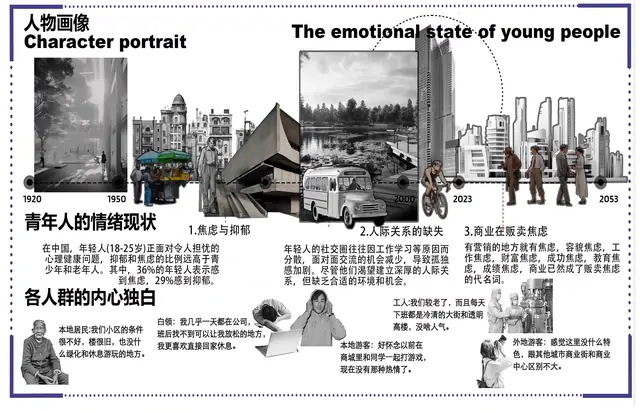 人物画像
Character portrait
The emotional state of young people
1920
1950
2000
2023
2053
青年人的情绪现状
1.焦虑与抑郁
在中国，年轻人(18-25岁)正面对令人担忧的
心理健康问题，抑郁和焦虑的比例远高于青
少年和老年人。其中，36%的年轻人表示感
到焦虑，29%感到抑郁。
2.人际关系的缺失
年轻人的社交圈往往因工作学习等原因而
分散，面对面交流的机会减少，导致孤独
感加剧。尽管他们渴望建立深厚的人际关
系，但缺乏合适的环境和机会。
3.商业在贩卖焦虑
有营销的地方就有焦虑，容貌焦虑，工
作焦虑，财富焦虑，成功焦虑，教育焦
虑，成绩焦虑，商业已然成了贩卖焦虑
的代名词。
各人群的内心独白
本地居民:我们小区的条件
很不好，楼很旧，也没什
么绿化和休息游玩的地方。
白领：我几乎一天都在公司，
班后找不到可以让我放松的地方，
我更喜欢直接回家休息。
本地游客：好怀念以前在
商城里和同学一起打游戏，
现在没有那种热情了。
工人:我们较老了，而且每天
下班都是冷清的大街和透明
高楼，没啥人气。
外地游客：感觉这里没什么特
色，跟其他城市商业街和商业
中心区别不大。